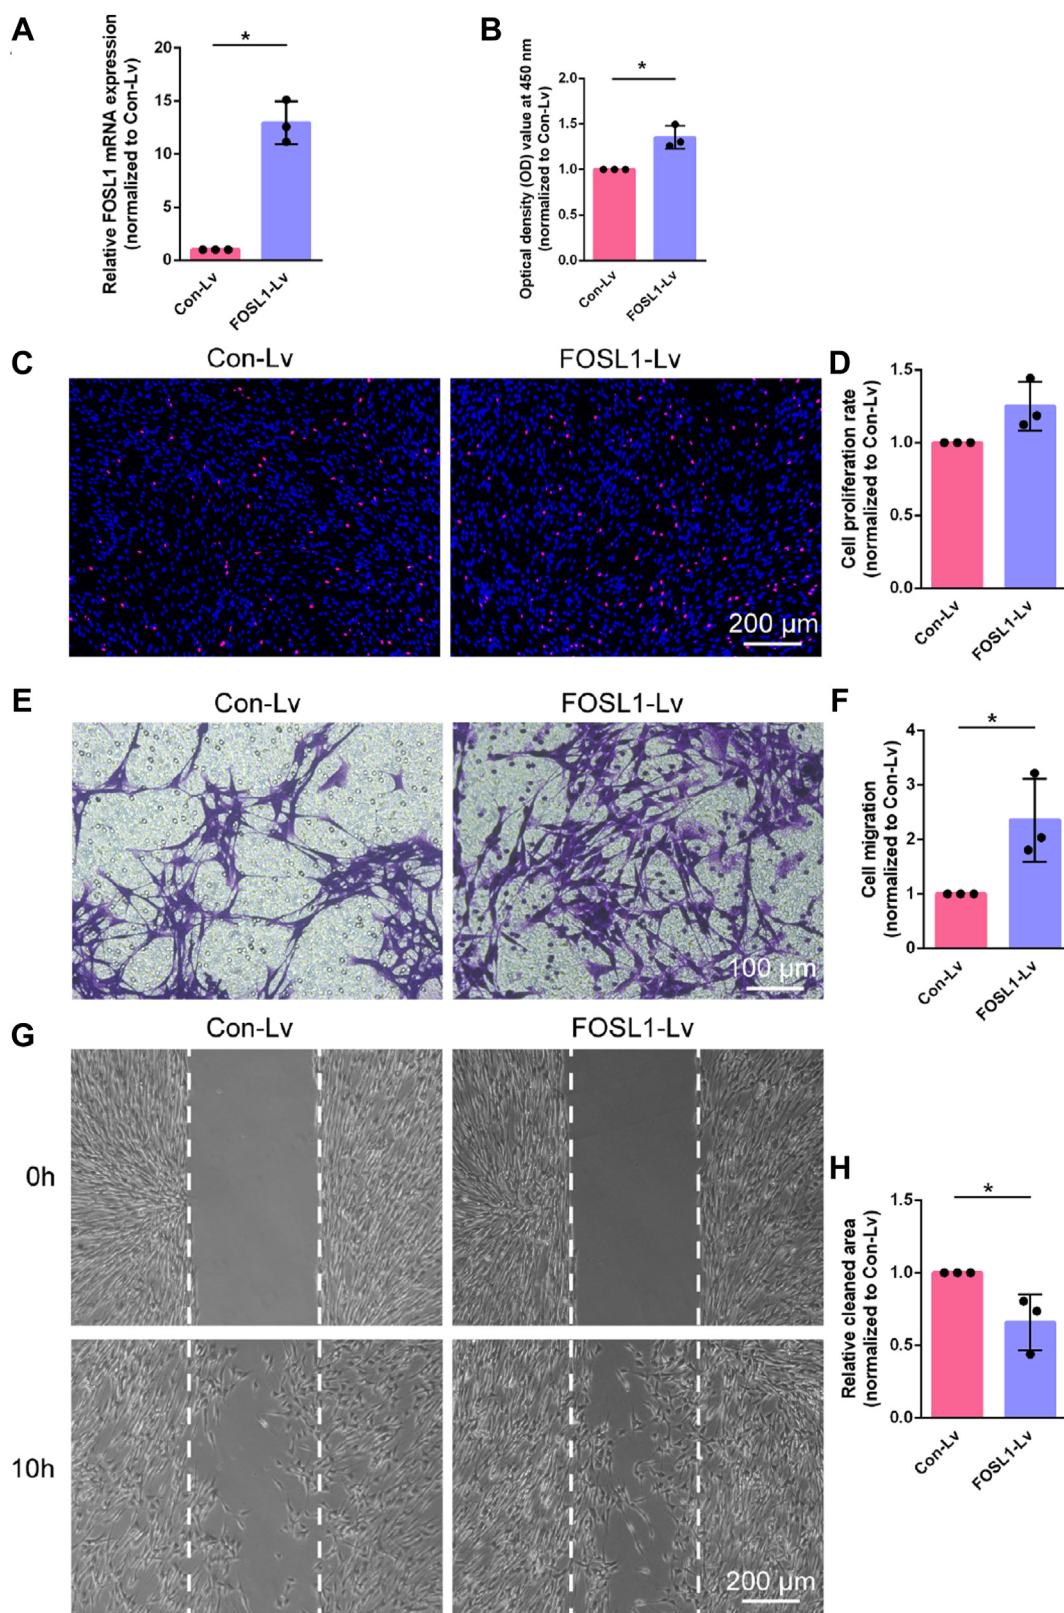 A
Relative FOSL1 mRNA expression
(normalized to Con-Lv)
20
15
10
5
0
*
Con-Lv
FOSL1-Lv
B
Optical density (OD) value at 450 nm
(normalized to Con-Lv)
2.0
1.5
1.0
0.5
0.0
*
Con-Lv
FOSL1-Lv
C
Con-Lv
FOSL1-Lv
200 µm
D
Cell proliferation rate
(normalized to Con-Lv)
1.5
1.0
0.5
0.0
Con-Lv
FOSL1-Lv
E
Con-Lv
FOSL1-Lv
100 µm
F
Cell migration
(normalized to Con-Lv)
4
3
2
1
0
*
Con-Lv
FOSL1-Lv
G
Con-Lv
FOSL1-Lv
0h
10h
200 µm
H
Relative cleaned area
(normalized to Con-Lv)
1.5
1.0
0.5
0.0
*
Con-Lv
FOSL1-Lv